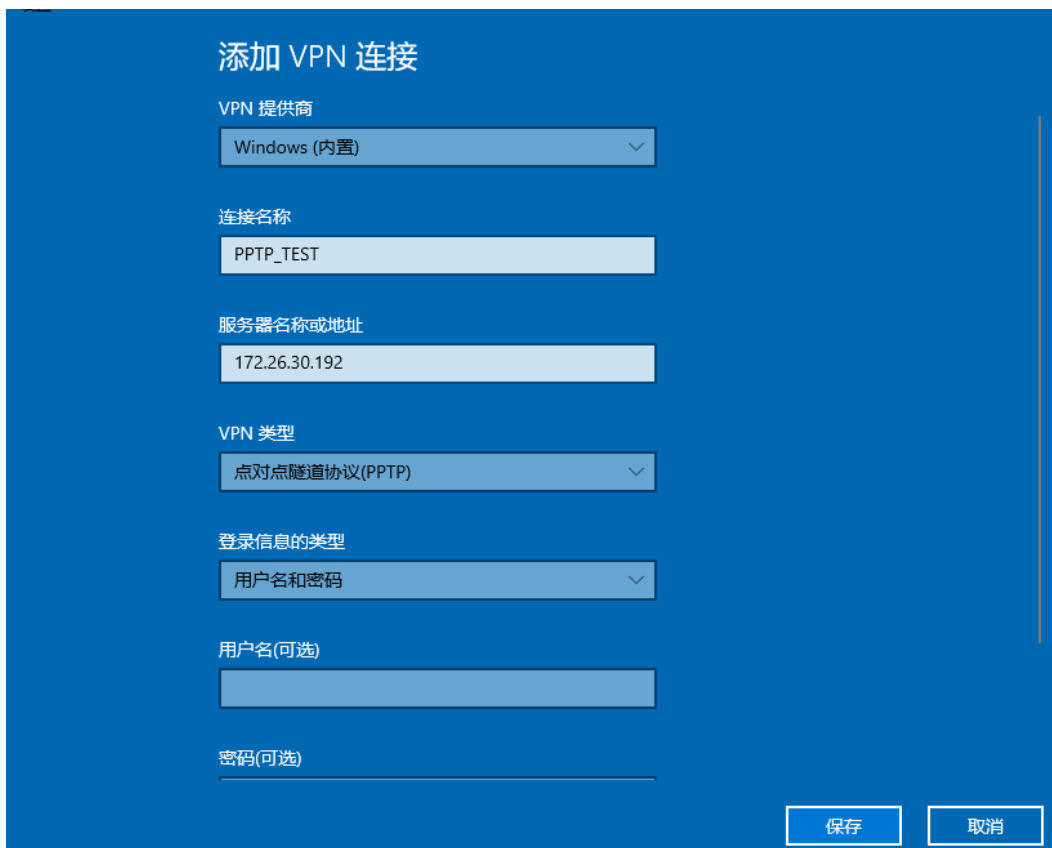 添加 VPN 连接
VPN 提供商
Windows (内置)
连接名称
PPTP_TEST
服务器名称或地址
172.26.30.192
VPN 类型
点对点隧道协议(PPTP)
登录信息的类型
用户名和密码
用户名(可选)
密码(可选)
保存
取消